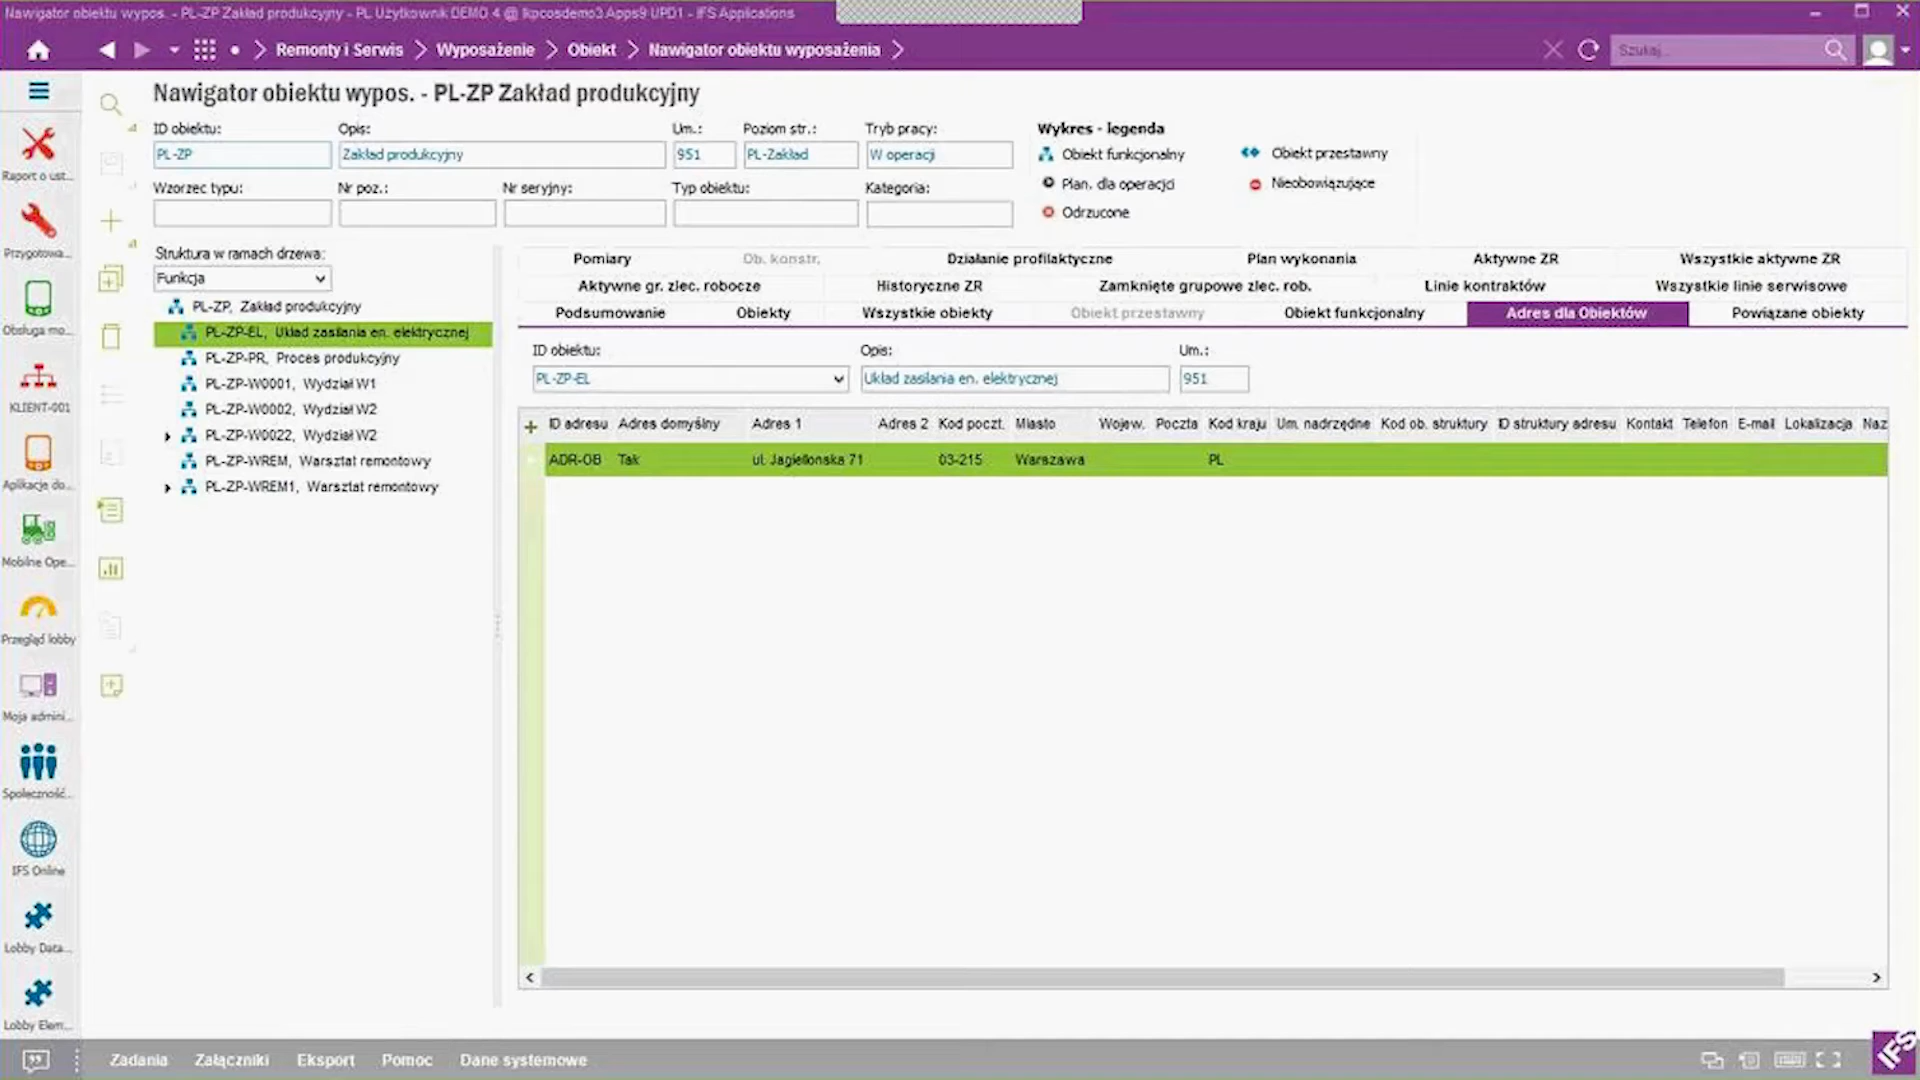 Nawigator obiektu wypos. - PL-ZP Zakład produkcyjny - PL Użytkownik DEMO 4 @ lkpcosdemo3 Apps9 UPD1 - IFS Applications
Remonty i Serwis Wyposażenie Obiekt Nawigator obiektu wyposażenia Szukaj...
Nawigator obiektu wypos. - PL-ZP Zakład produkcyjny
ID obiektu: Opis: Um.: Poziom str.: Tryb pracy: Wykres - legenda
PL-ZP Zakład produkcyjny 951 PL-Zakład W operacji Obiekt funkcjonalny Obiekt przestawny
Wzorzec typu: Nr poz.: Nr seryjny: Typ obiektu: Kategoria: Plan. dla operacjci Nieobowiązujące
Odrzucone
Raport o ust...
Przygotowa...
Obsługa mo...
KLIENT-001
Aplikacje do...
Mobilne Ope...
Przegląd lobby
Moja admini...
Społeczność...
IFS Online
Lobby Data...
Lobby Elem...
Struktura w ramach drzewa:
Funkcja
PL-ZP, Zakład produkcyjny
PL-ZP-EL, Układ zasilania en. elektrycznej
PL-ZP-PR, Proces produkcyjny
PL-ZP-W0001, Wydział W1
PL-ZP-W0002, Wydział W2
PL-ZP-W0022, Wydział W2
PL-ZP-WREM, Warsztat remontowy
PL-ZP-WREM1, Warsztat remontowy
Pomiary Ob. konstr. Działanie profilaktyczne Plan wykonania Aktywne ZR Wszystkie aktywne ZR
Aktywne gr. zlec. robocze Historyczne ZR Zamknięte grupowe zlec. rob. Linie kontraktów Wszystkie linie serwisowe
Podsumowanie Obiekty Wszystkie obiekty Obiekt przestawny Obiekt funkcjonalny Adres dla Obiektów Powiązane obiekty
ID obiektu: Opis: Um.:
PL-ZP-EL Układ zasilania en. elektrycznej 951
ID adresu Adres domyślny Adres 1 Adres 2 Kod poczt. Miasto Wojew. Poczta Kod kraju Um. nadrzędne Kod ob. struktury ID struktury adresu Kontakt Telefon E-mail Lokalizacja Naz
ADR-OB Tak ul. Jagiellonska 71 03-215 Warszawa PL
Zadania Załączniki Eksport Pomoc Dane systemowe
IFS